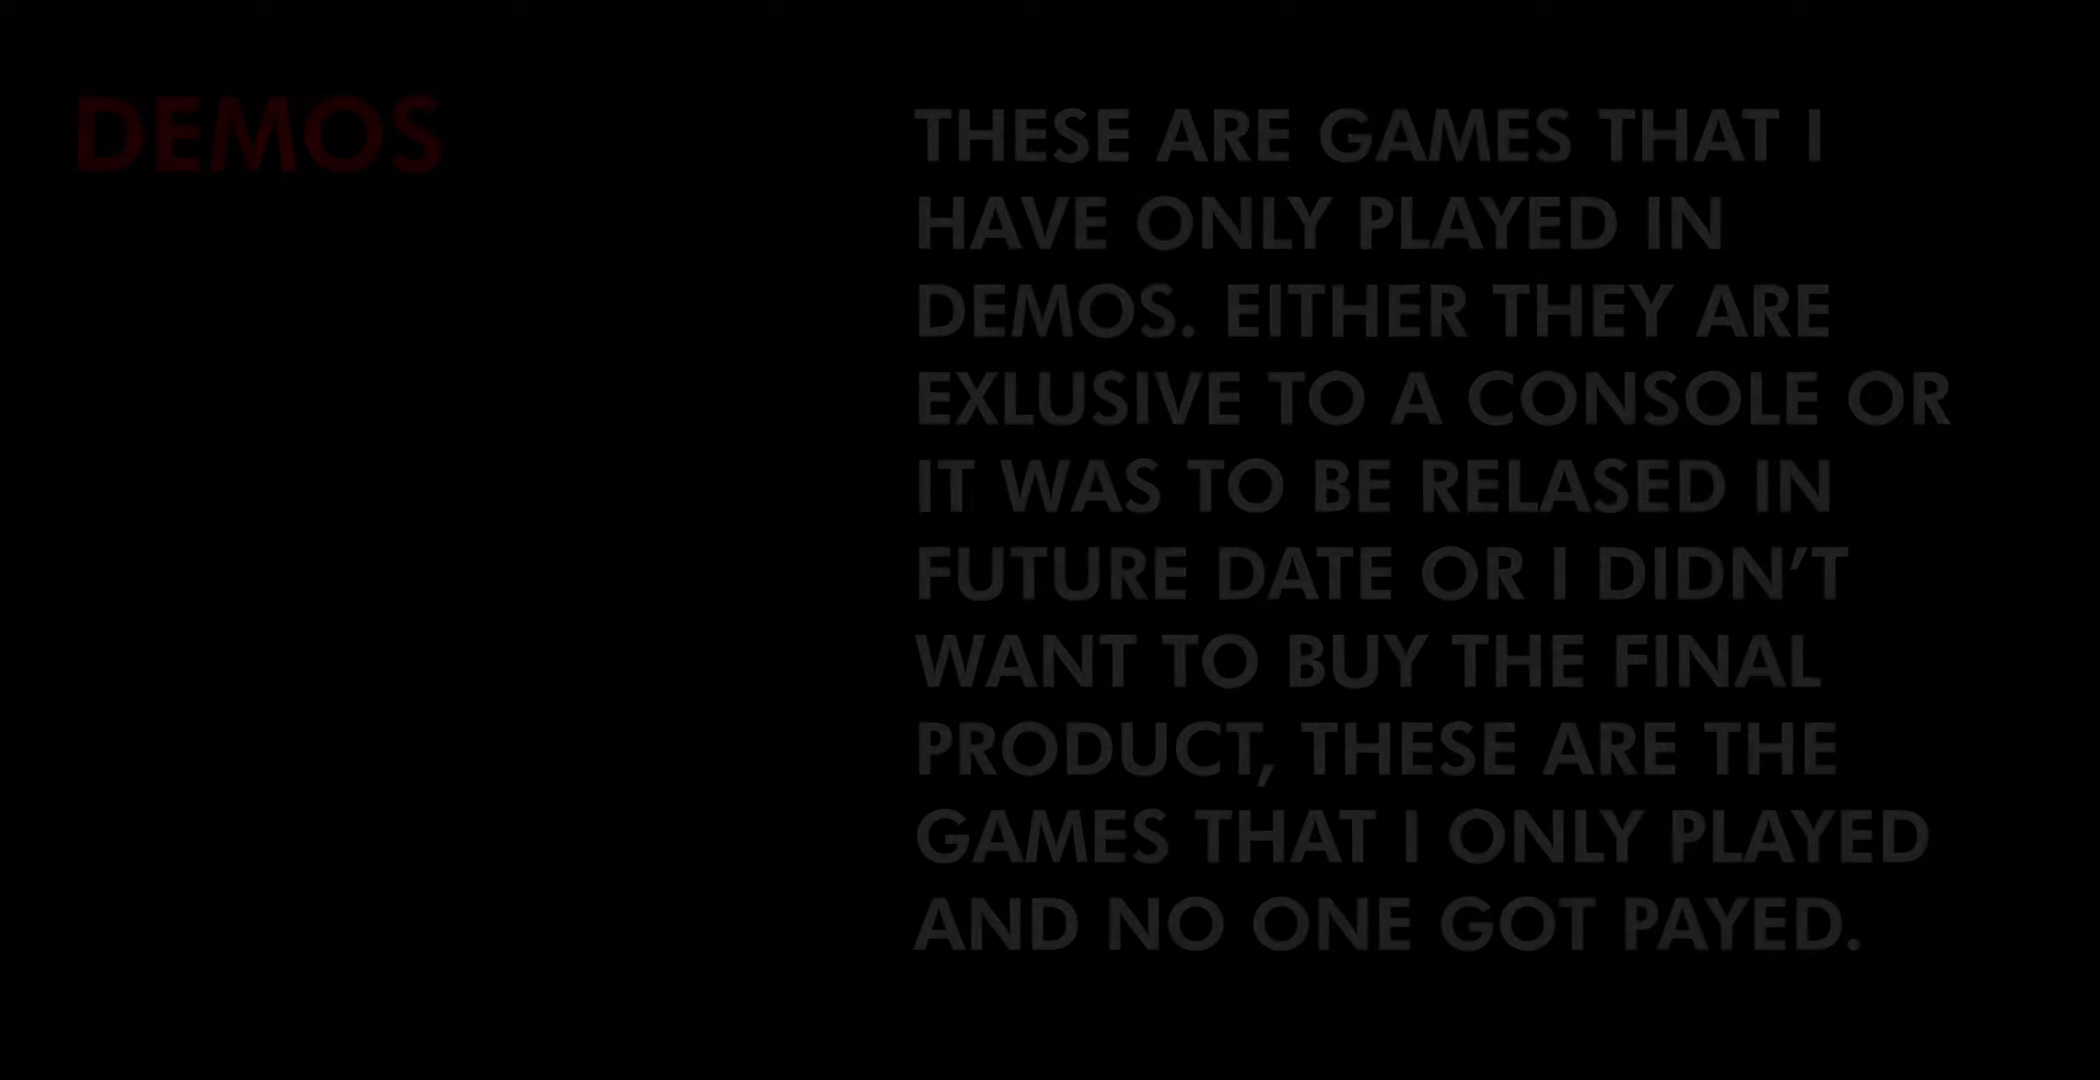 DEMOS
THESE ARE GAMES THAT I
HAVE ONLY PLAYED IN
DEMOS. EITHER THEY ARE
EXLUSIVE TO A CONSOLE OR
IT WAS TO BE RELASED IN
FUTURE DATE OR I DIDN’T
WANT TO BUY THE FINAL
PRODUCT, THESE ARE THE
GAMES THAT I ONLY PLAYED
AND NO ONE GOT PAYED.